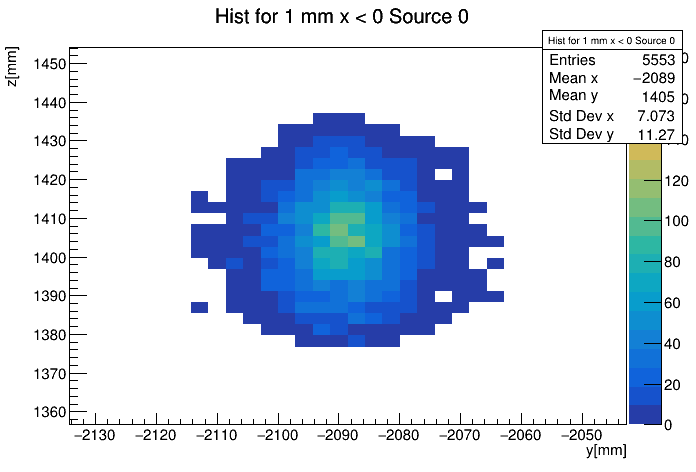 Hist for 1 mm x < 0 Source 0
Hist for 1 mm x < 0 Source 0
Entries 5553
Mean x −2089
Mean y 1405
Std Dev x 7.073
Std Dev y 11.27
z[mm]
1450
1440
1430
1420
1410
1400
1390
1380
1370
1360
120
100
80
60
40
20
0
−2130 −2120 −2110 −2100 −2090 −2080 −2070 −2060 −2050
y[mm]